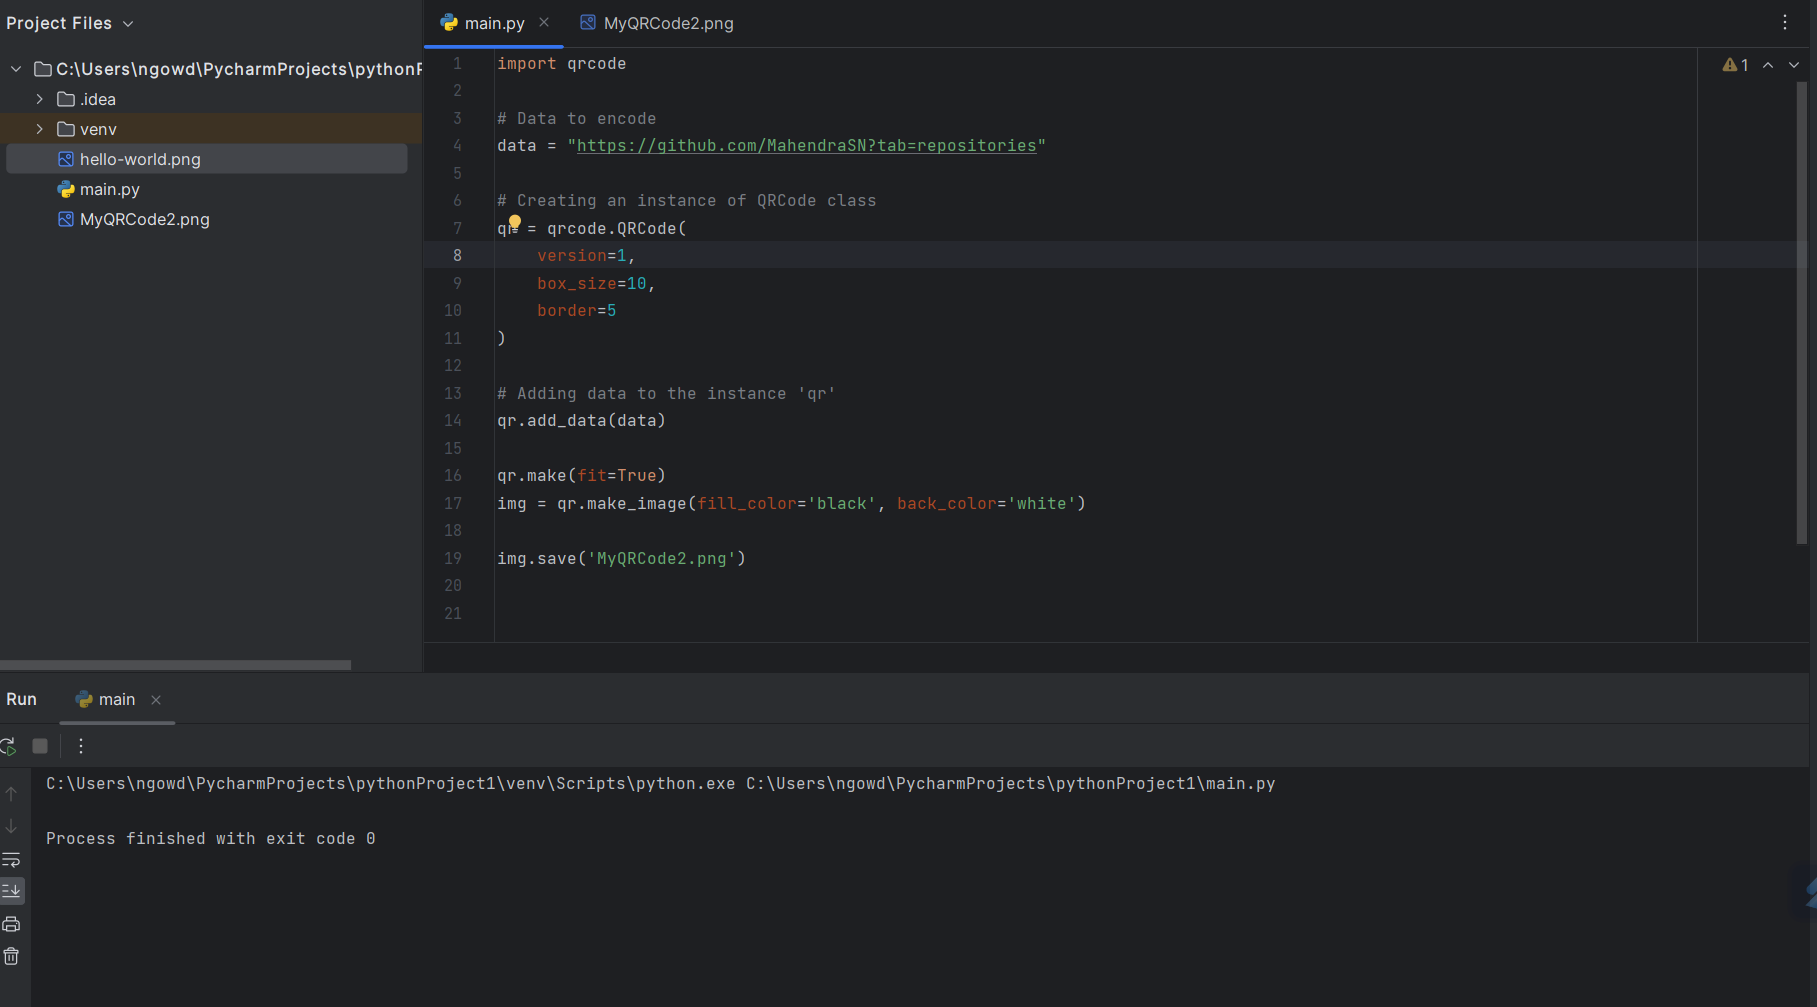 Project Files
C:\Users\ngowd\PycharmProjects\pythonP
.idea
venv
hello-world.png
main.py
MyQRCode2.png
main.py
MyQRCode2.png
1
1 import qrcode
2
3 # Data to encode
4 data = "https://github.com/MahendraSN?tab=repositories"
5
6 # Creating an instance of QRCode class
7 qr = qrcode.QRCode(
8     version=1,
9     box_size=10,
10     border=5
11 )
12
13 # Adding data to the instance 'qr'
14 qr.add_data(data)
15
16 qr.make(fit=True)
17 img = qr.make_image(fill_color='black', back_color='white')
18
19 img.save('MyQRCode2.png')
20
21
Run
main
C:\Users\ngowd\PycharmProjects\pythonProject1\venv\Scripts\python.exe C:\Users\ngowd\PycharmProjects\pythonProject1\main.py
Process finished with exit code 0